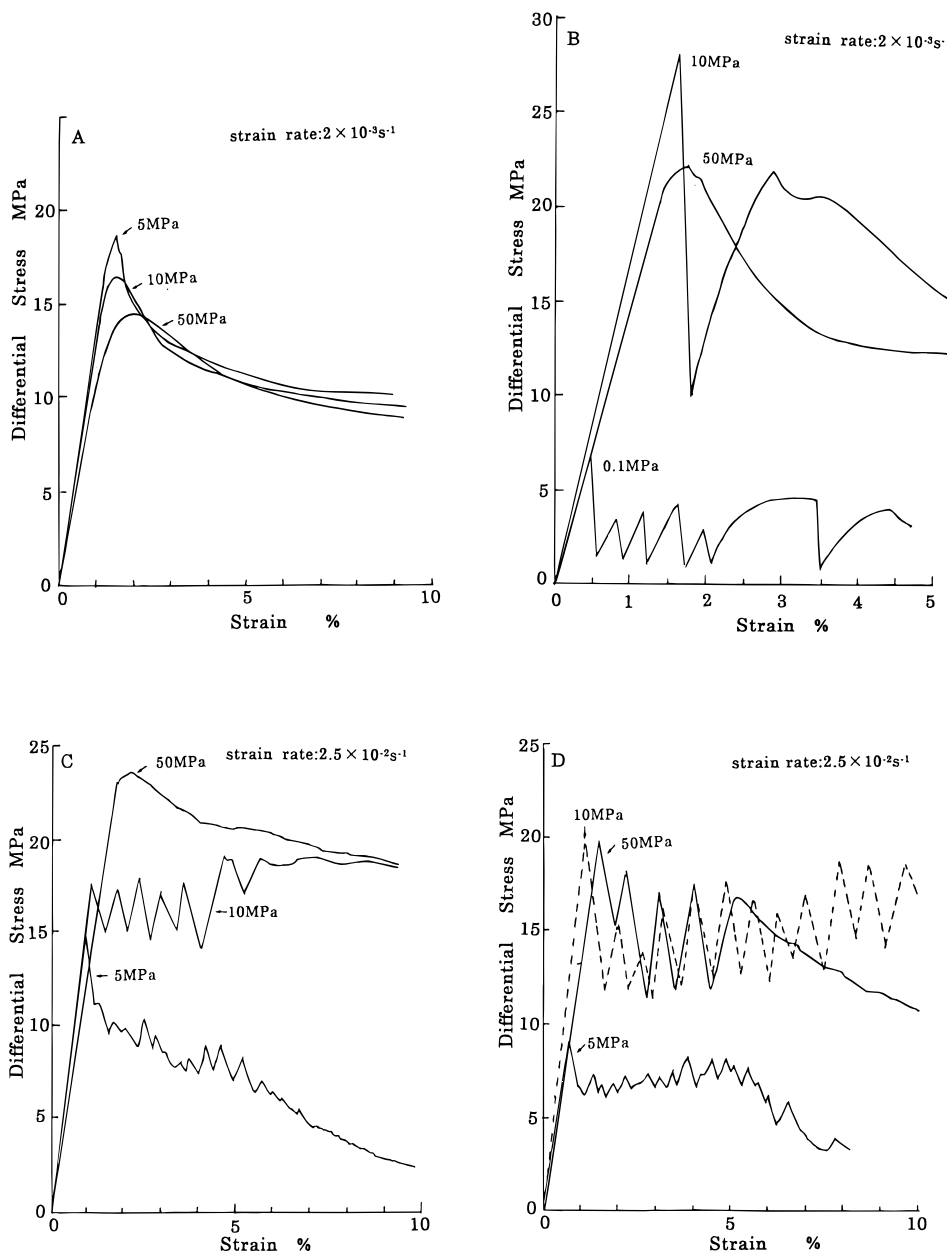 A
strain rate:2 × 10⁻³s⁻¹
Differential Stress MPa
20
15
10
5
0
5MPa
10MPa
50MPa
0 5 10
Strain %
B
strain rate:2 × 10⁻³s⁻
Differential Stress MPa
30
25
20
15
10
5
0
10MPa
50MPa
0.1MPa
0 1 2 3 4 5
Strain %
C
strain rate:2.5 × 10⁻²s⁻¹
Differential Stress MPa
25
20
15
10
5
0
50MPa
10MPa
5MPa
0 5 10
Strain %
D
strain rate:2.5 × 10⁻²s⁻¹
Differential Stress MPa
25
20
15
10
5
0
10MPa
50MPa
5MPa
0 5 10
Strain %